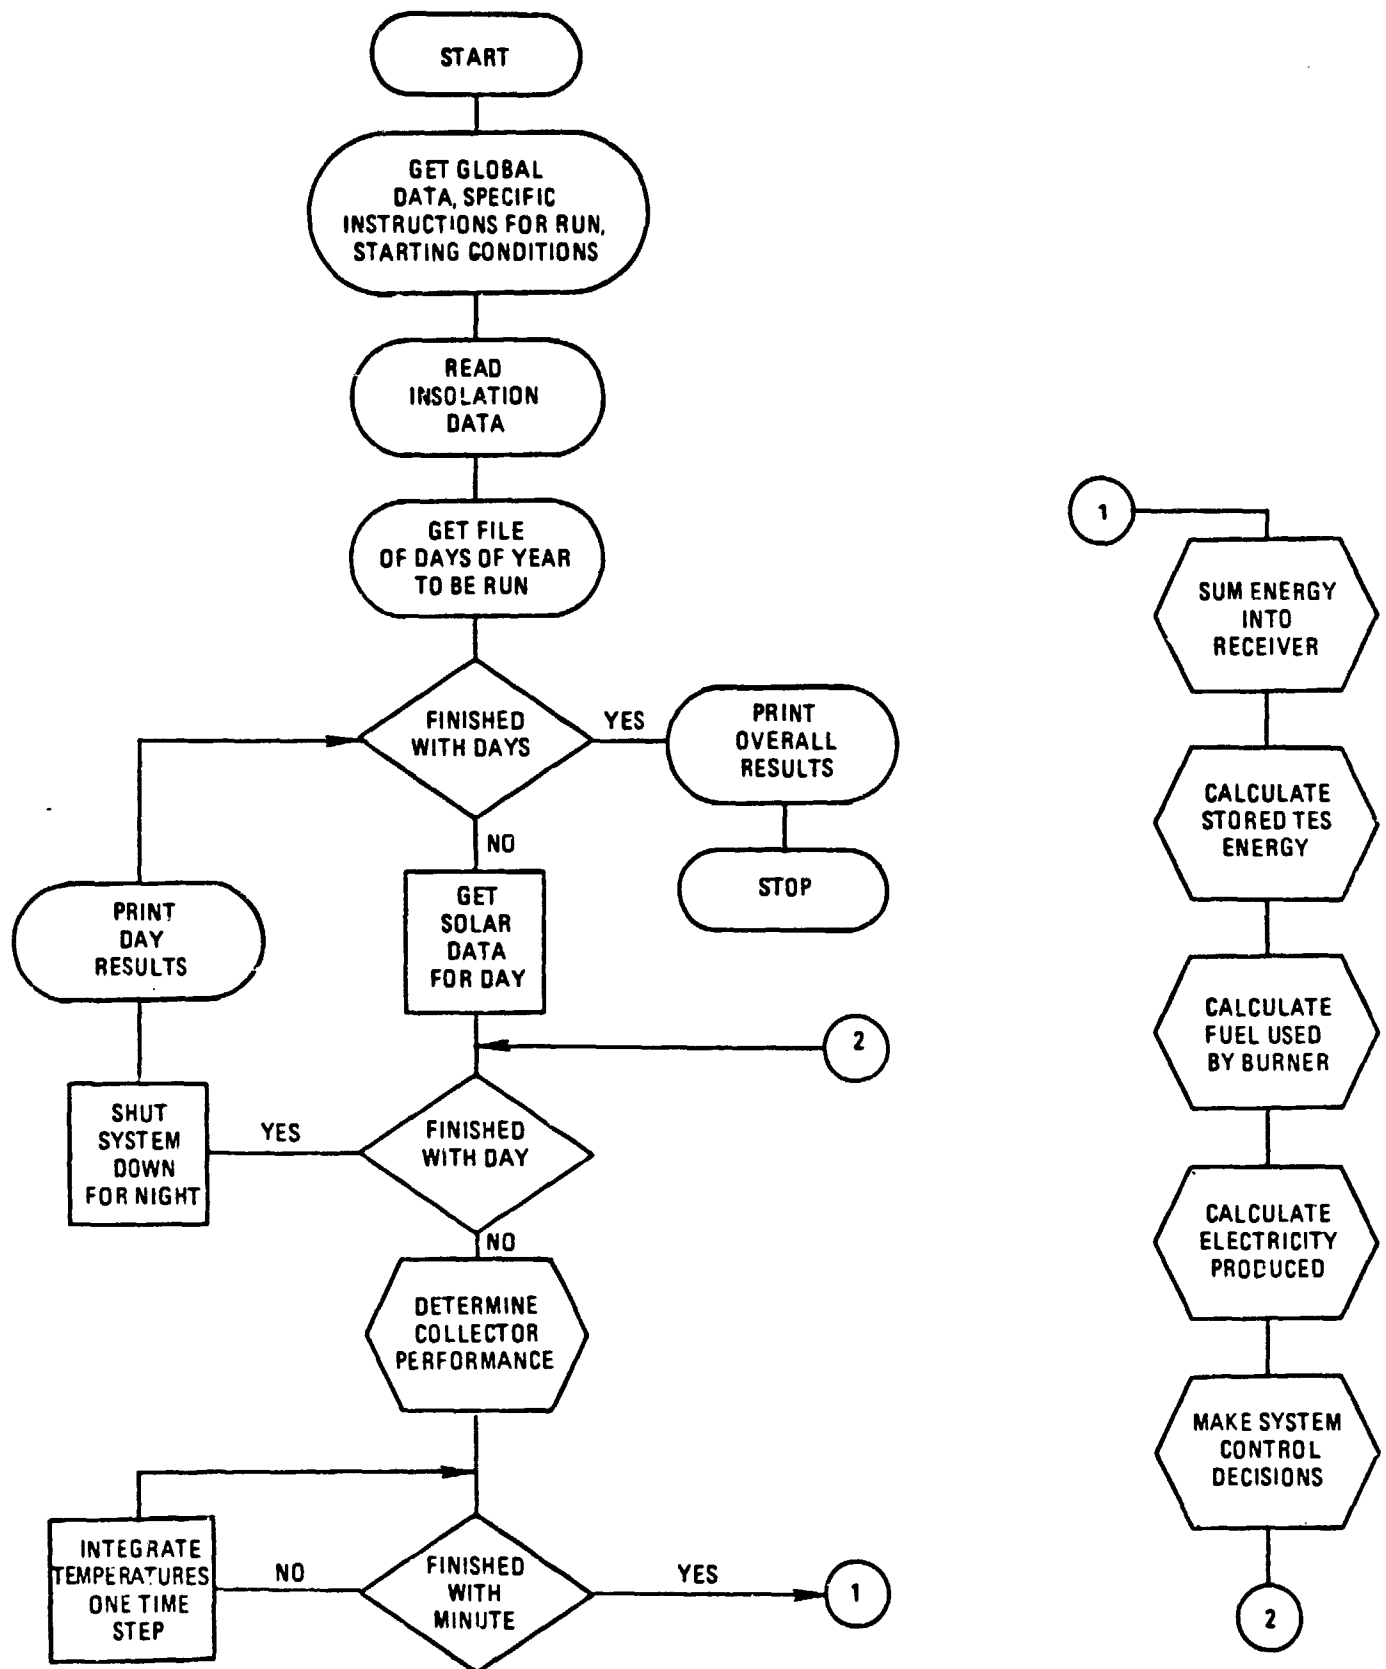 START
GET GLOBAL
DATA, SPECIFIC
INSTRUCTIONS FOR RUN,
STARTING CONDITIONS
READ
INSOLATION
DATA
GET FILE
OF DAYS OF YEAR
TO BE RUN
FINISHED
WITH DAYS
YES
PRINT
OVERALL
RESULTS
STOP
NO
GET
SOLAR
DATA
FOR DAY
PRINT
DAY
RESULTS
2
SHUT
SYSTEM
DOWN
FOR NIGHT
YES
FINISHED
WITH DAY
NO
DETERMINE
COLLECTOR
PERFORMANCE
INTEGRATE
TEMPERATURES
ONE TIME
STEP
NO
FINISHED
WITH
MINUTE
YES
1
1
SUM ENERGY
INTO
RECEIVER
CALCULATE
STORED TES
ENERGY
CALCULATE
FUEL USED
BY BURNER
CALCULATE
ELECTRICITY
PRODUCED
MAKE SYSTEM
CONTROL
DECISIONS
2